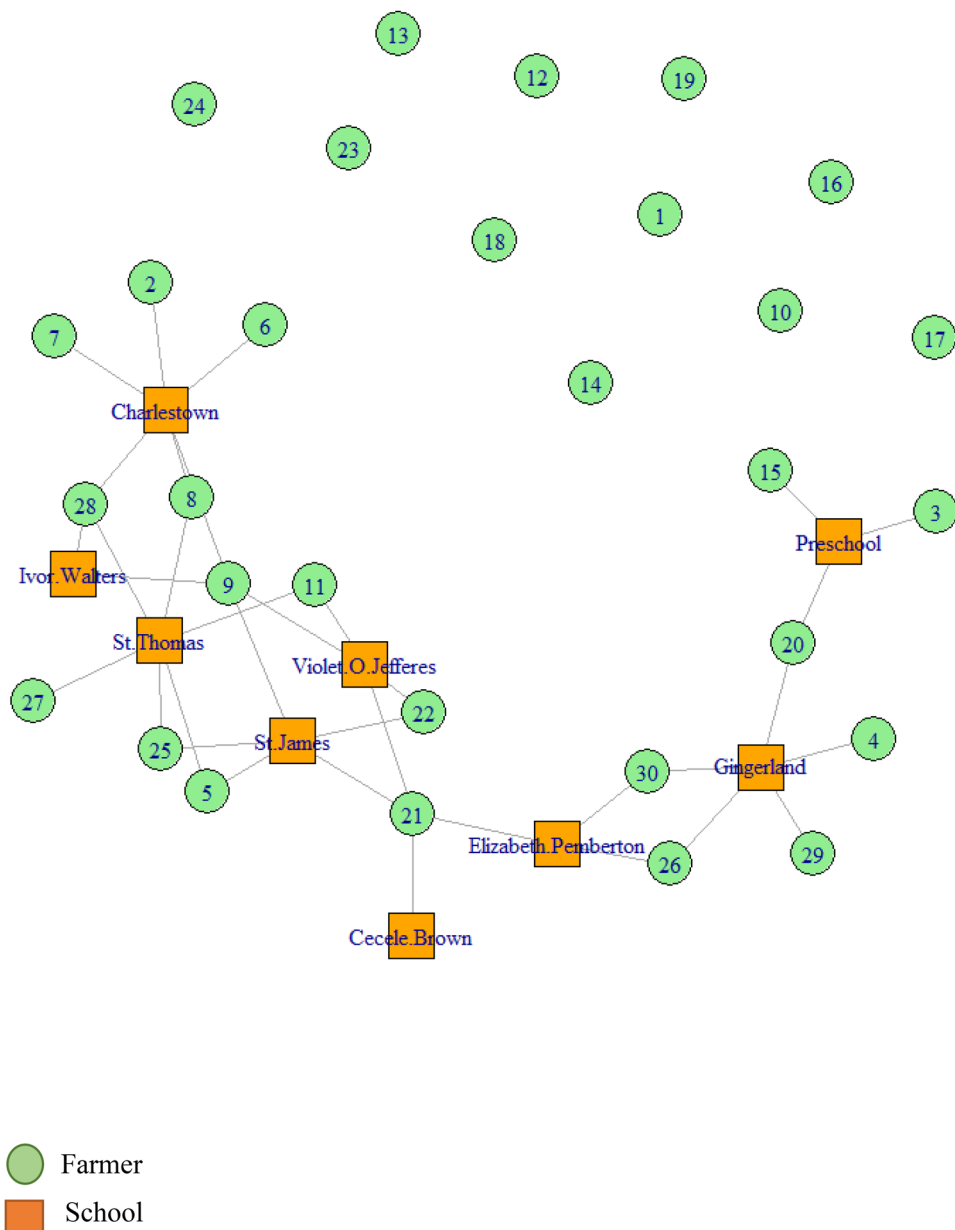 13
12
19
24
23
16
1
18
2
10
6
7
17
14
Charlestown
15
8
28
3
Preschool
Ivor.Walters
9
11
St.Thomas
20
Violet.O.Jefferes
27
22
4
St.James
25
Gingerland
30
5
21
Elizabeth.Pemberton
29
26
Cecele.Brown
Farmer
School